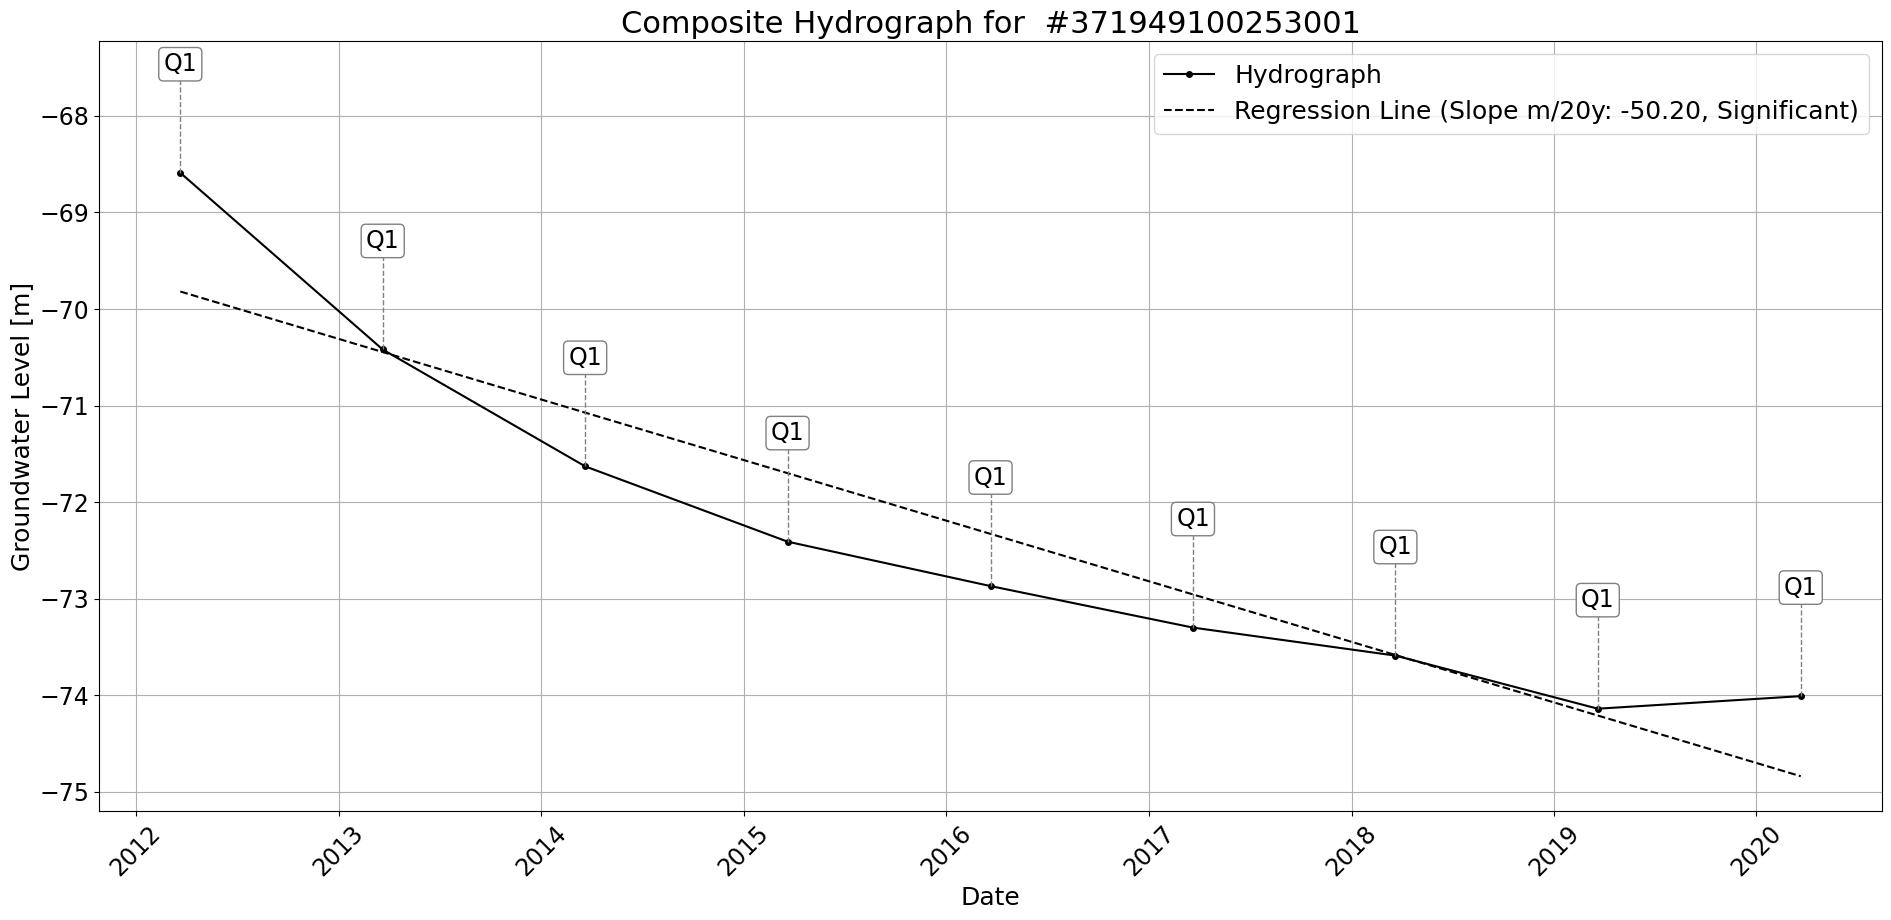 Composite Hydrograph for  #371949100253001
Hydrograph
Regression Line (Slope m/20y: -50.20, Significant)
Q1
Q1
Q1
Q1
Q1
Q1
Q1
Q1
Q1
Groundwater Level [m]
−68
−69
−70
−71
−72
−73
−74
−75
2012
2013
2014
2015
2016
2017
2018
2019
2020
Date